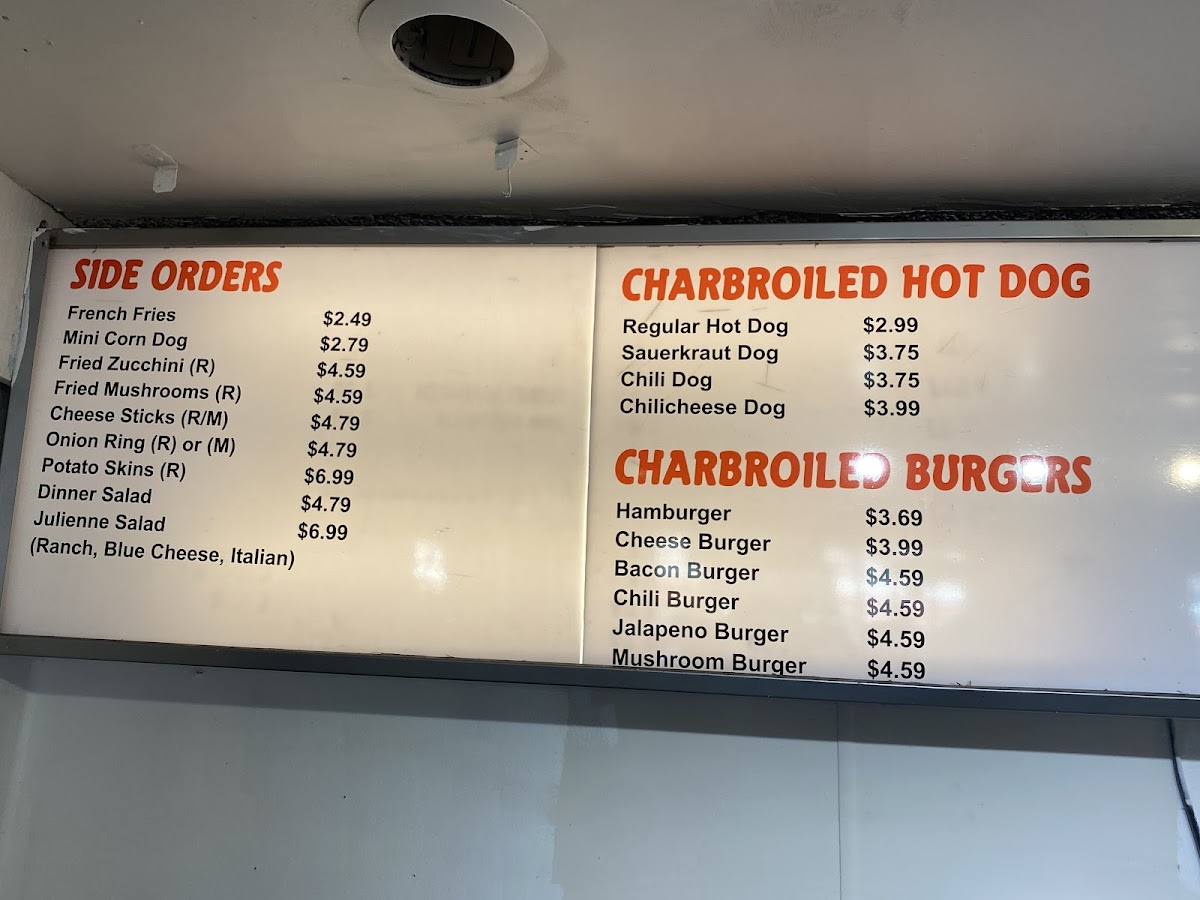 SIDE ORDERS
French Fries $2.49
Mini Corn Dog $2.79
Fried Zucchini (R) $4.59
Fried Mushrooms (R) $4.59
Cheese Sticks (R/M) $4.79
Onion Ring (R) or (M) $4.79
Potato Skins (R) $6.99
Dinner Salad $4.79
Julienne Salad $6.99
(Ranch, Blue Cheese, Italian)
CHARBROILED HOT DOG
Regular Hot Dog $2.99
Sauerkraut Dog $3.75
Chili Dog $3.75
Chilicheese Dog $3.99
CHARBROILED BURGERS
Hamburger $3.69
Cheese Burger $3.99
Bacon Burger $4.59
Chili Burger $4.59
Jalapeno Burger $4.59
Mushroom Burger $4.59